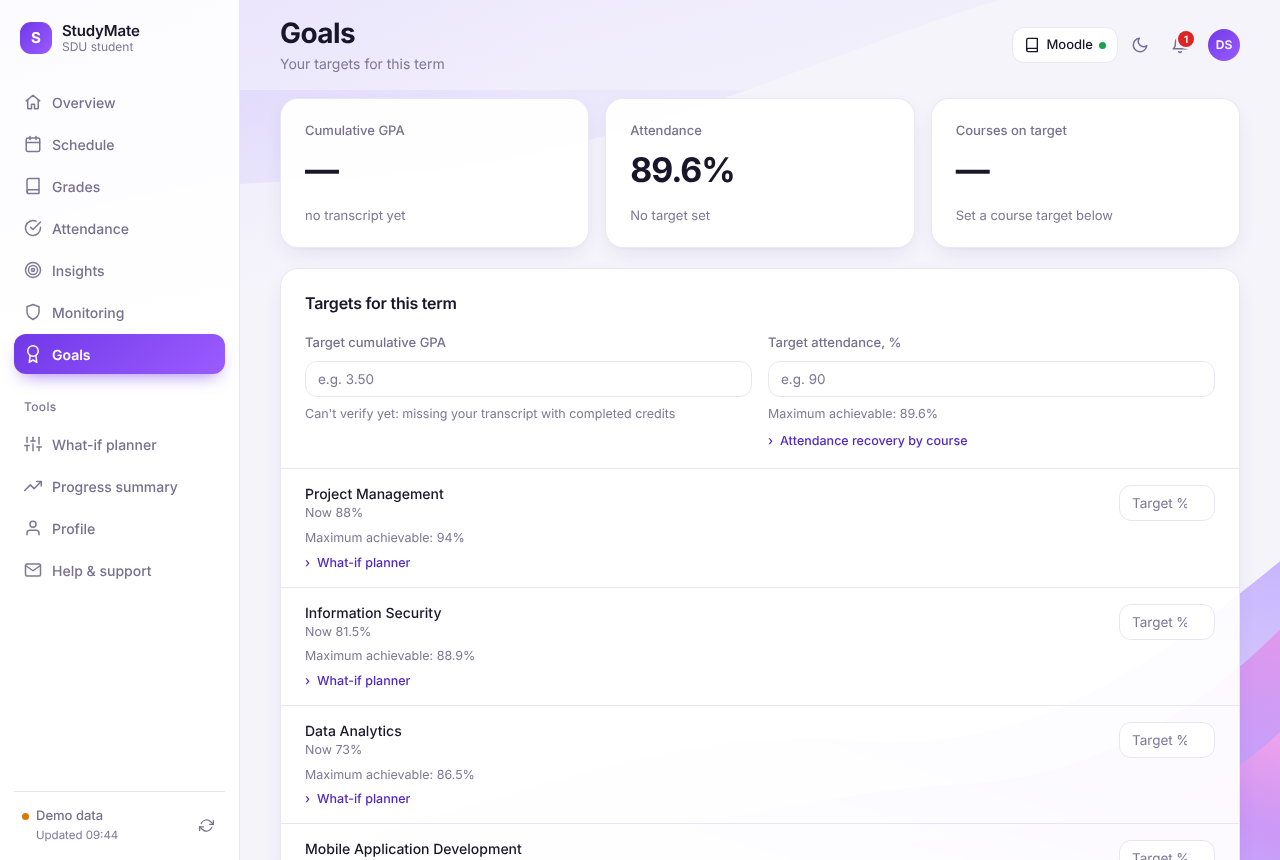 S
StudyMate
SDU student
Overview
Schedule
Grades
Attendance
Insights
Monitoring
Goals
Tools
What-if planner
Progress summary
Profile
Help & support
Demo data
Updated 09:44
Goals
Your targets for this term
Moodle
1
DS
Cumulative GPA
—
no transcript yet
Attendance
89.6%
No target set
Courses on target
—
Set a course target below
Targets for this term
Target cumulative GPA
e.g. 3.50
Can't verify yet: missing your transcript with completed credits
Target attendance, %
e.g. 90
Maximum achievable: 89.6%
› Attendance recovery by course
Project Management
Now 88%
Maximum achievable: 94%
› What-if planner
Target %
Information Security
Now 81.5%
Maximum achievable: 88.9%
› What-if planner
Target %
Data Analytics
Now 73%
Maximum achievable: 86.5%
› What-if planner
Target %
Mobile Application Development
Target %